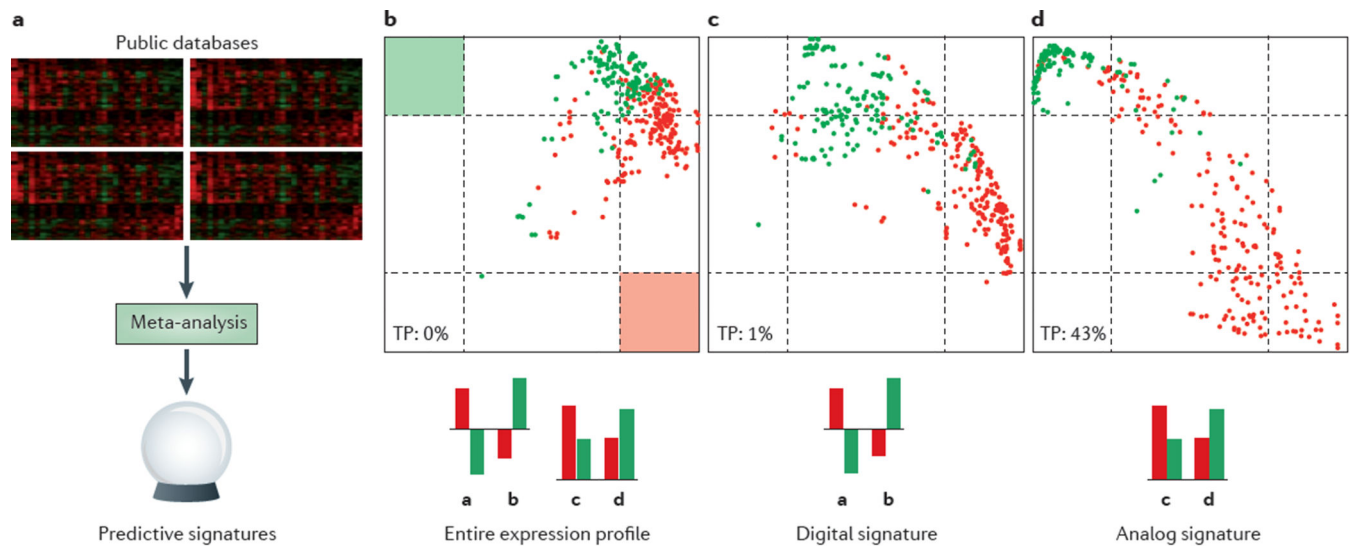 a
Public databases
Meta-analysis
Predictive signatures
b
TP: 0%
a b c d
Entire expression profile
c
TP: 1%
a b
Digital signature
d
TP: 43%
c d
Analog signature